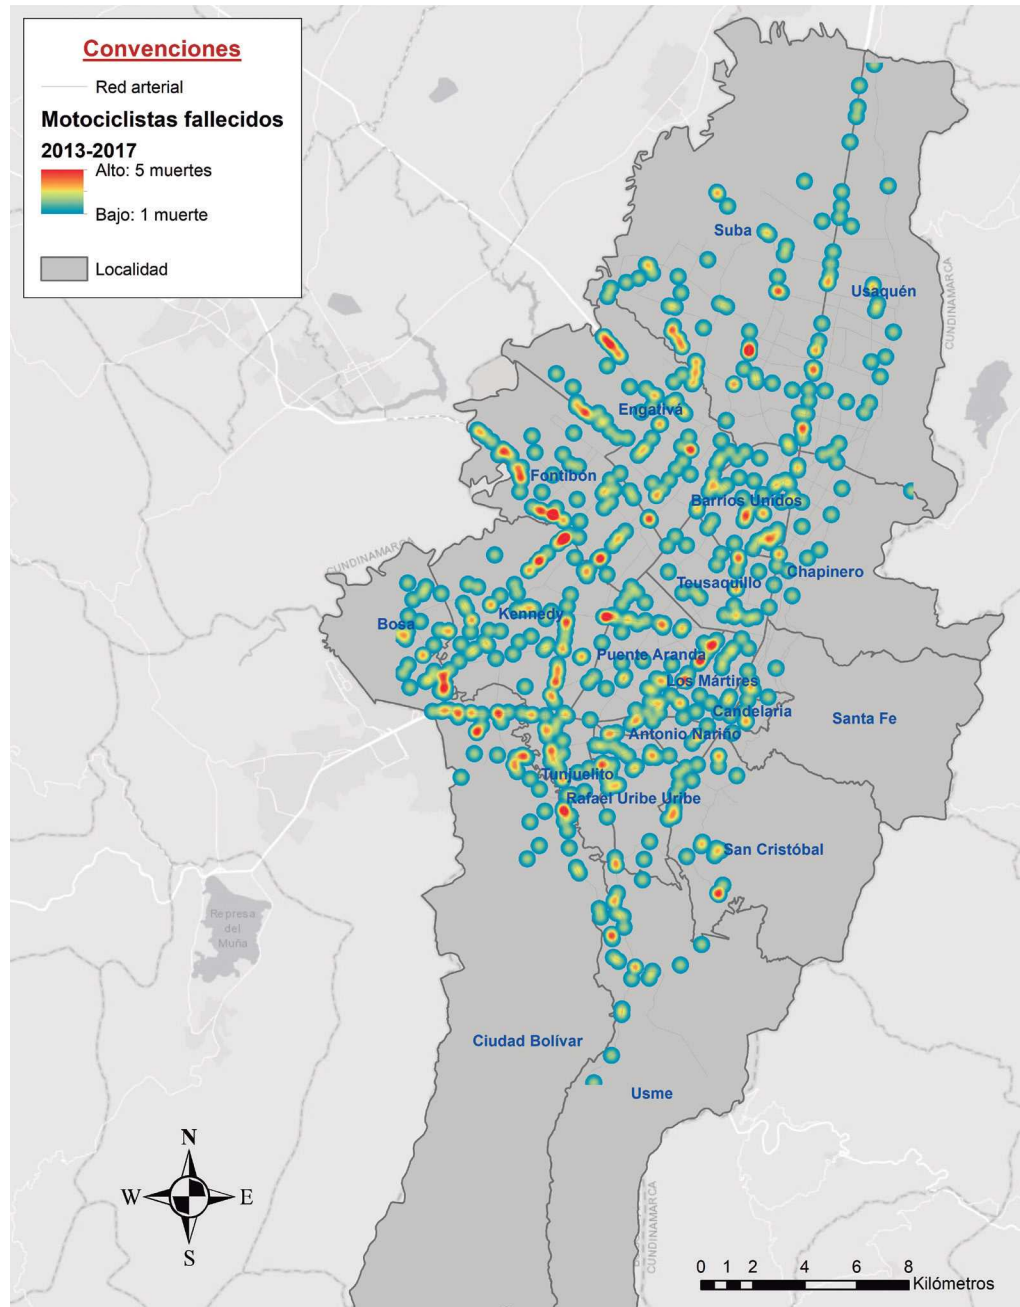 Convenciones
Red arterial
Motociclistas fallecidos
2013-2017
Alto: 5 muertes
Bajo: 1 muerte
Localidad
Suba
Usaquén
CUNDINAMARCA
Engativá
Fontibón
Barrios Unidos
CUNDINAMARCA
Teusaquillo
Chapinero
Kennedy
Bosa
Puente Aranda
Los Mártires
Candelaria
Santa Fe
Antonio Nariño
Tunjuelito
Rafael Uribe Uribe
San Cristóbal
Represa
del
Muña
Ciudad Bolívar
Usme
N
W
E
S
CUNDINAMARCA
0 1 2 4 6 8
Kilómetros